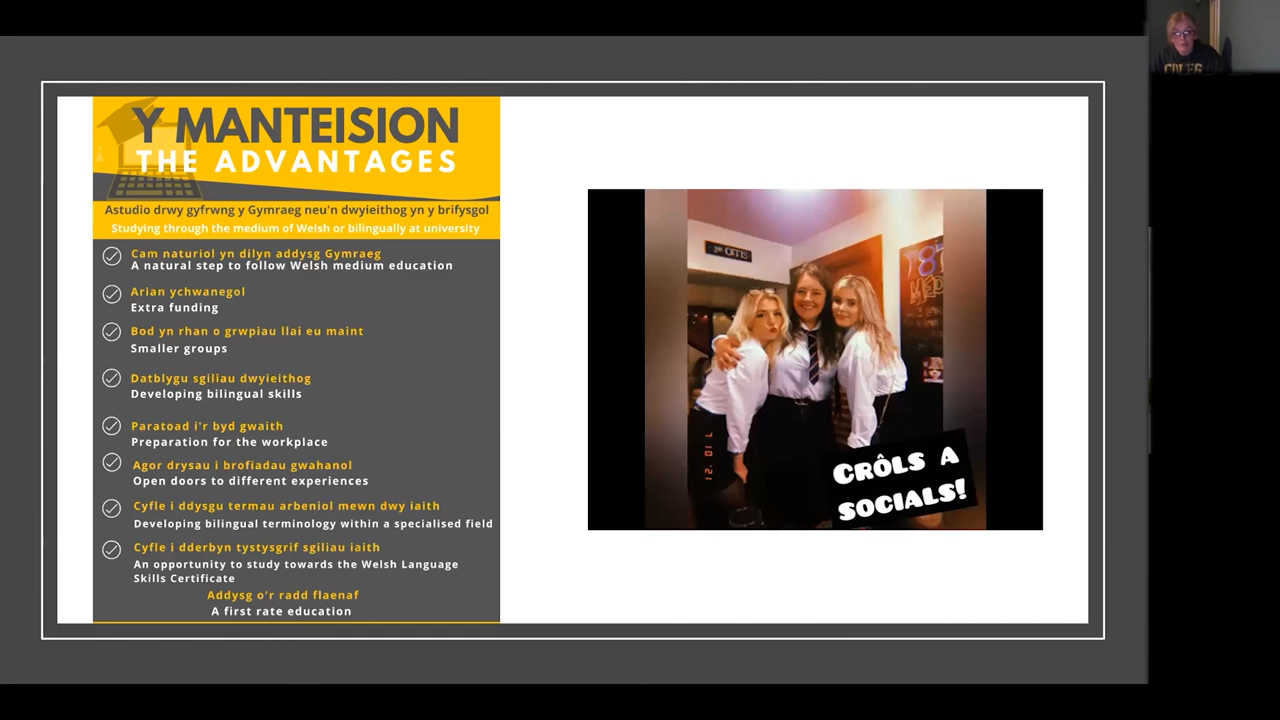 Y MANTEISION
THE ADVANTAGES
Astudio drwy gyfrwng y Gymraeg neu'n dwyieithog yn y brifysgol
Studying through the medium of Welsh or bilingually at university
Cam naturiol yn dilyn addysg Gymraeg
A natural step to follow Welsh medium education
Arian ychwanegol
Extra funding
Bod yn rhan o grwpiau llai eu maint
Smaller groups
Datblygu sgiliau dwyieithog
Developing bilingual skills
Paratoad i'r byd gwaith
Preparation for the workplace
Agor drysau i brofiadau gwahanol
Open doors to different experiences
Cyfle i ddysgu termau arbeniol mewn dwy iaith
Developing bilingual terminology within a specialised field
Cyfle i dderbyn tystysgrif sgiliau iaith
An opportunity to study towards the Welsh Language
Skills Certificate
Addysg o'r radd flaenaf
A first rate education
CRÔLS A
SOCIALS!
COLEG